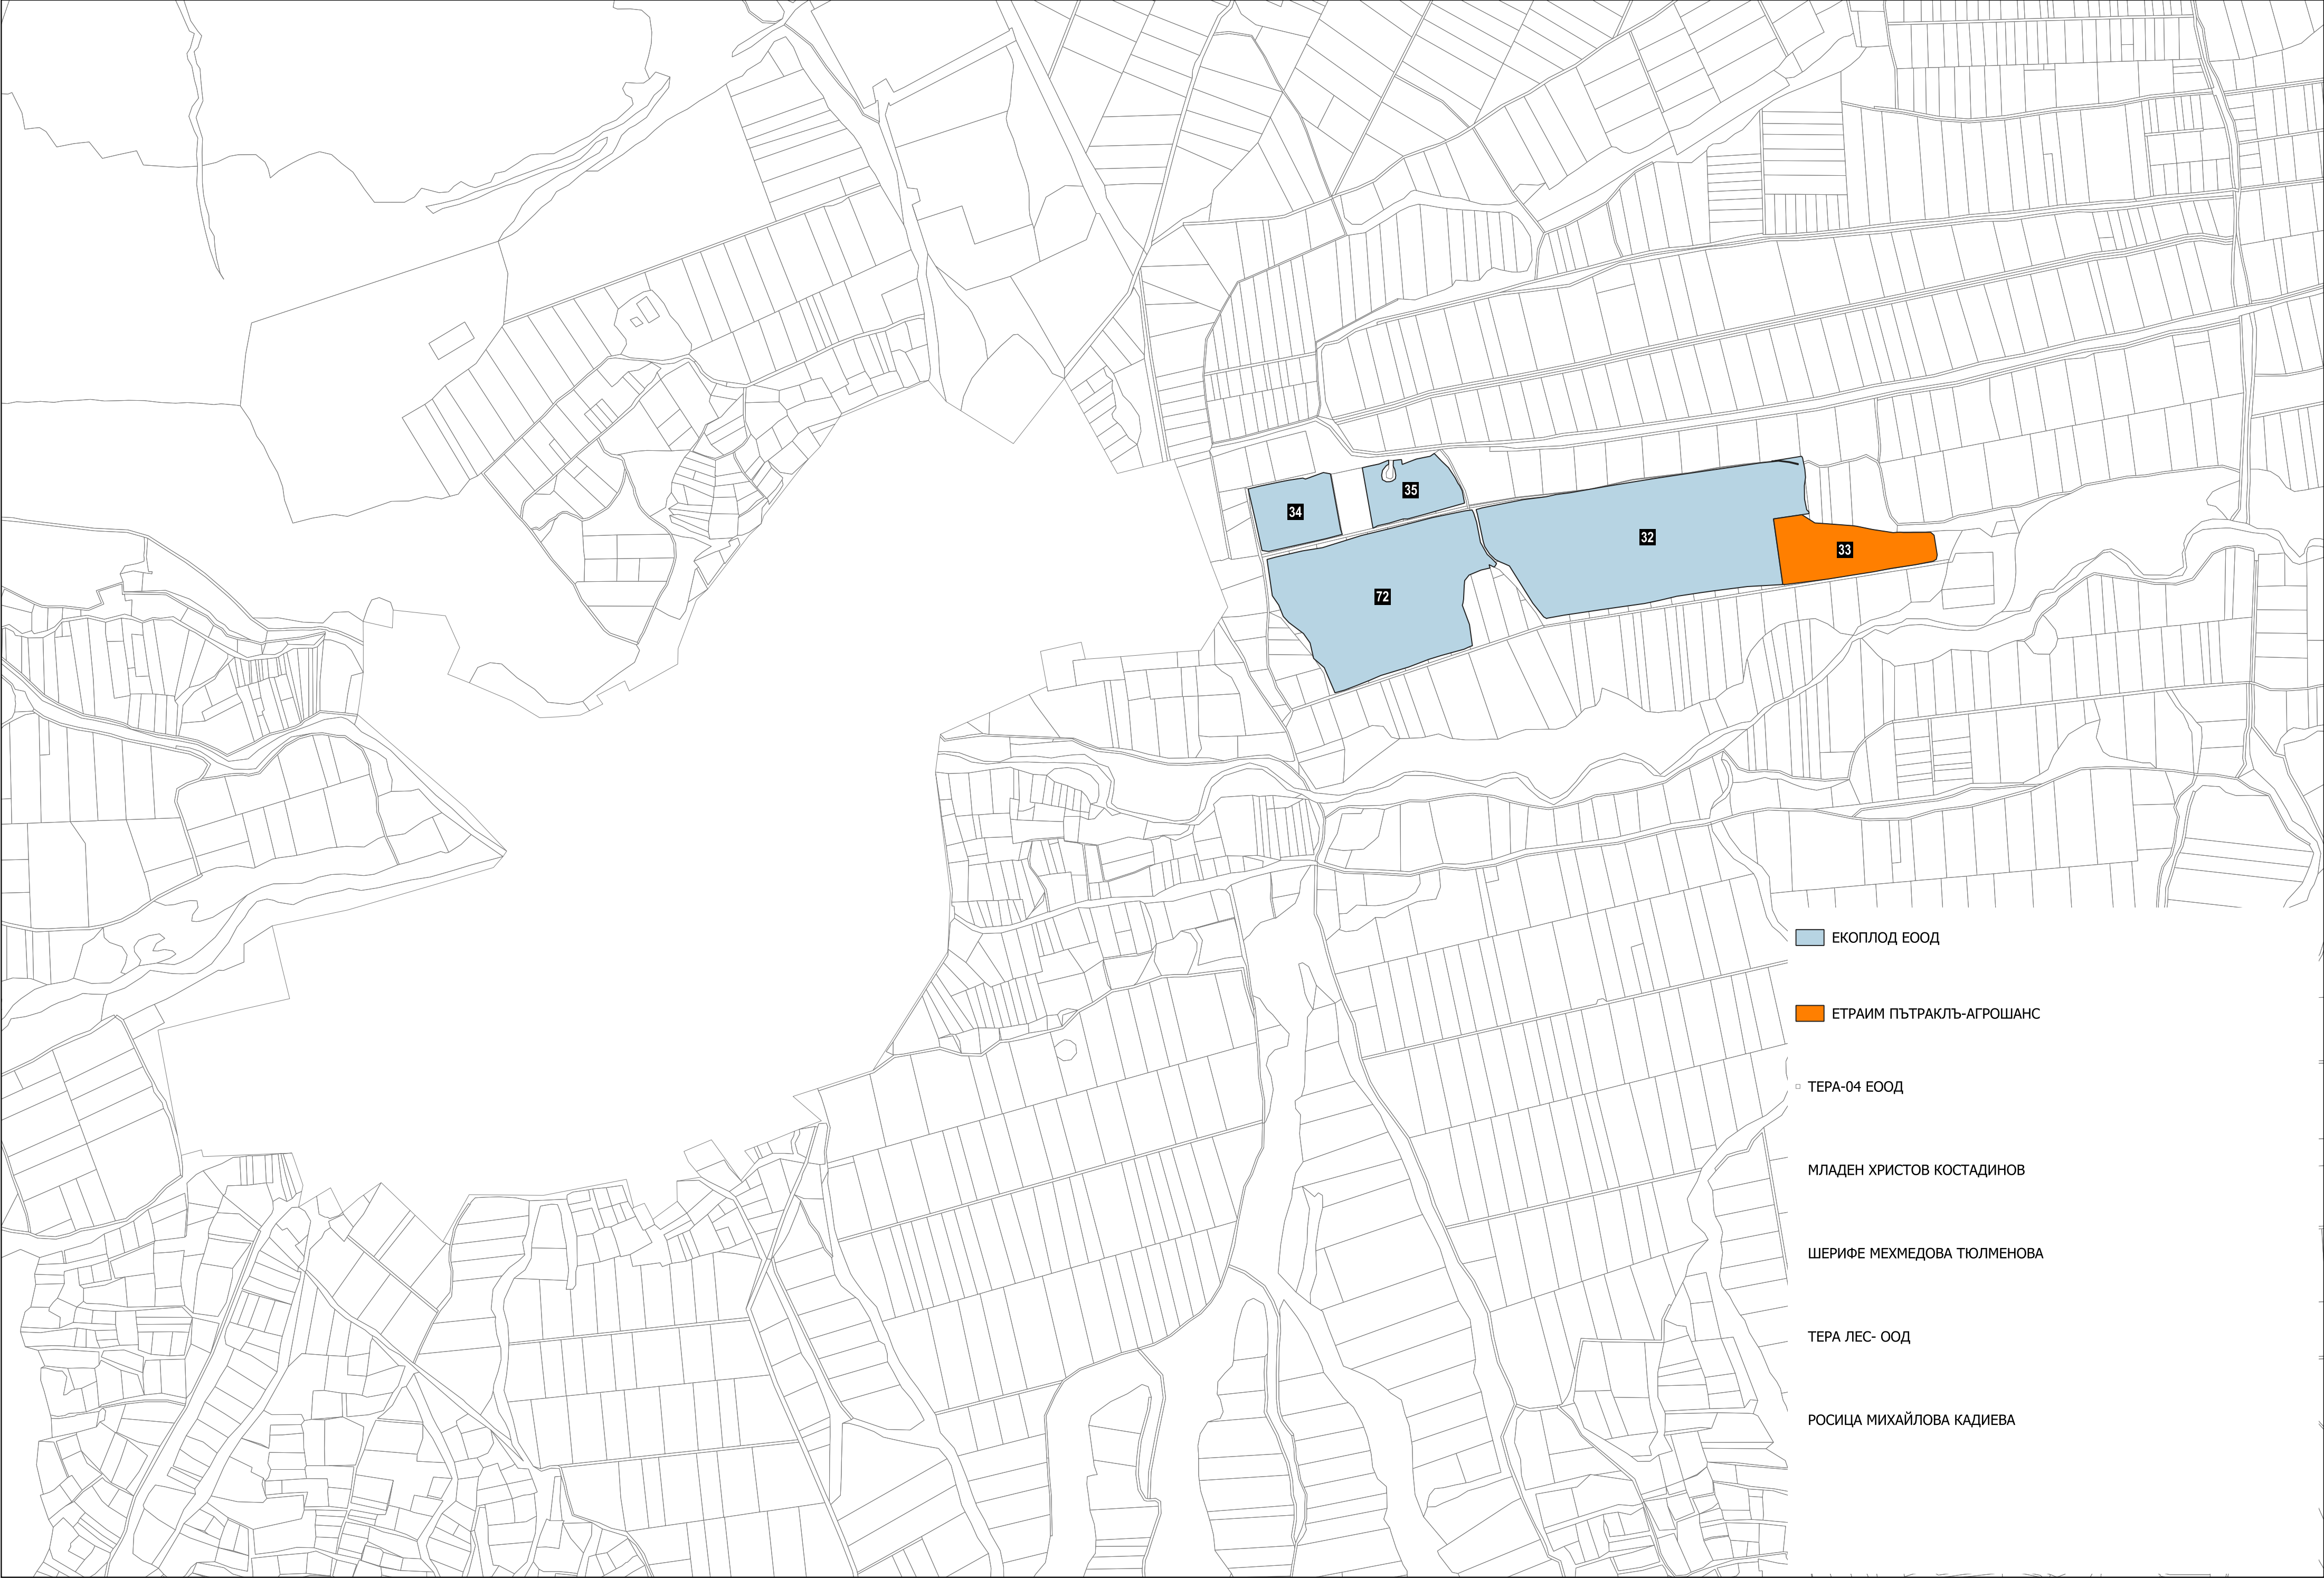 35
34
32
33
72
ЕКОПЛОД ЕООД
ЕТРАИМ ПЪТРАКЛЪ-АГРОШАНС
ТЕРА-04 ЕООД
МЛАДЕН ХРИСТОВ КОСТАДИНОВ
ШЕРИФЕ МЕХМЕДОВА ТЮЛМЕНОВА
ТЕРА ЛЕС- ООД
РОСИЦА МИХАЙЛОВА КАДИЕВА